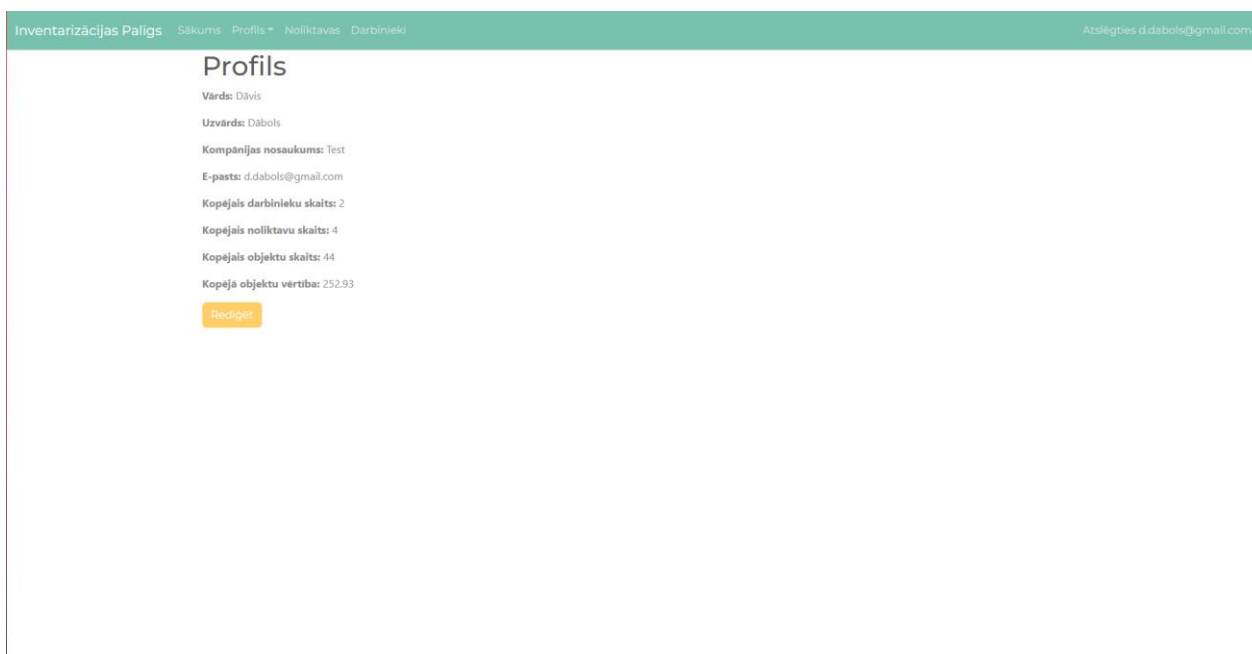 Inventarizācijas Palīgs Sākums Profils Noliktavas Darbinieki Atslēgties d.dabols@gmail.com
Profils
Vārds: Dāvis
Uzvārds: Dābols
Kompānijas nosaukums: Test
E-pasts: d.dabols@gmail.com
Kopējais darbinieku skaits: 2
Kopējais noliktavu skaits: 4
Kopējais objektu skaits: 44
Kopējā objektu vērtība: 252.93
Rediģēt